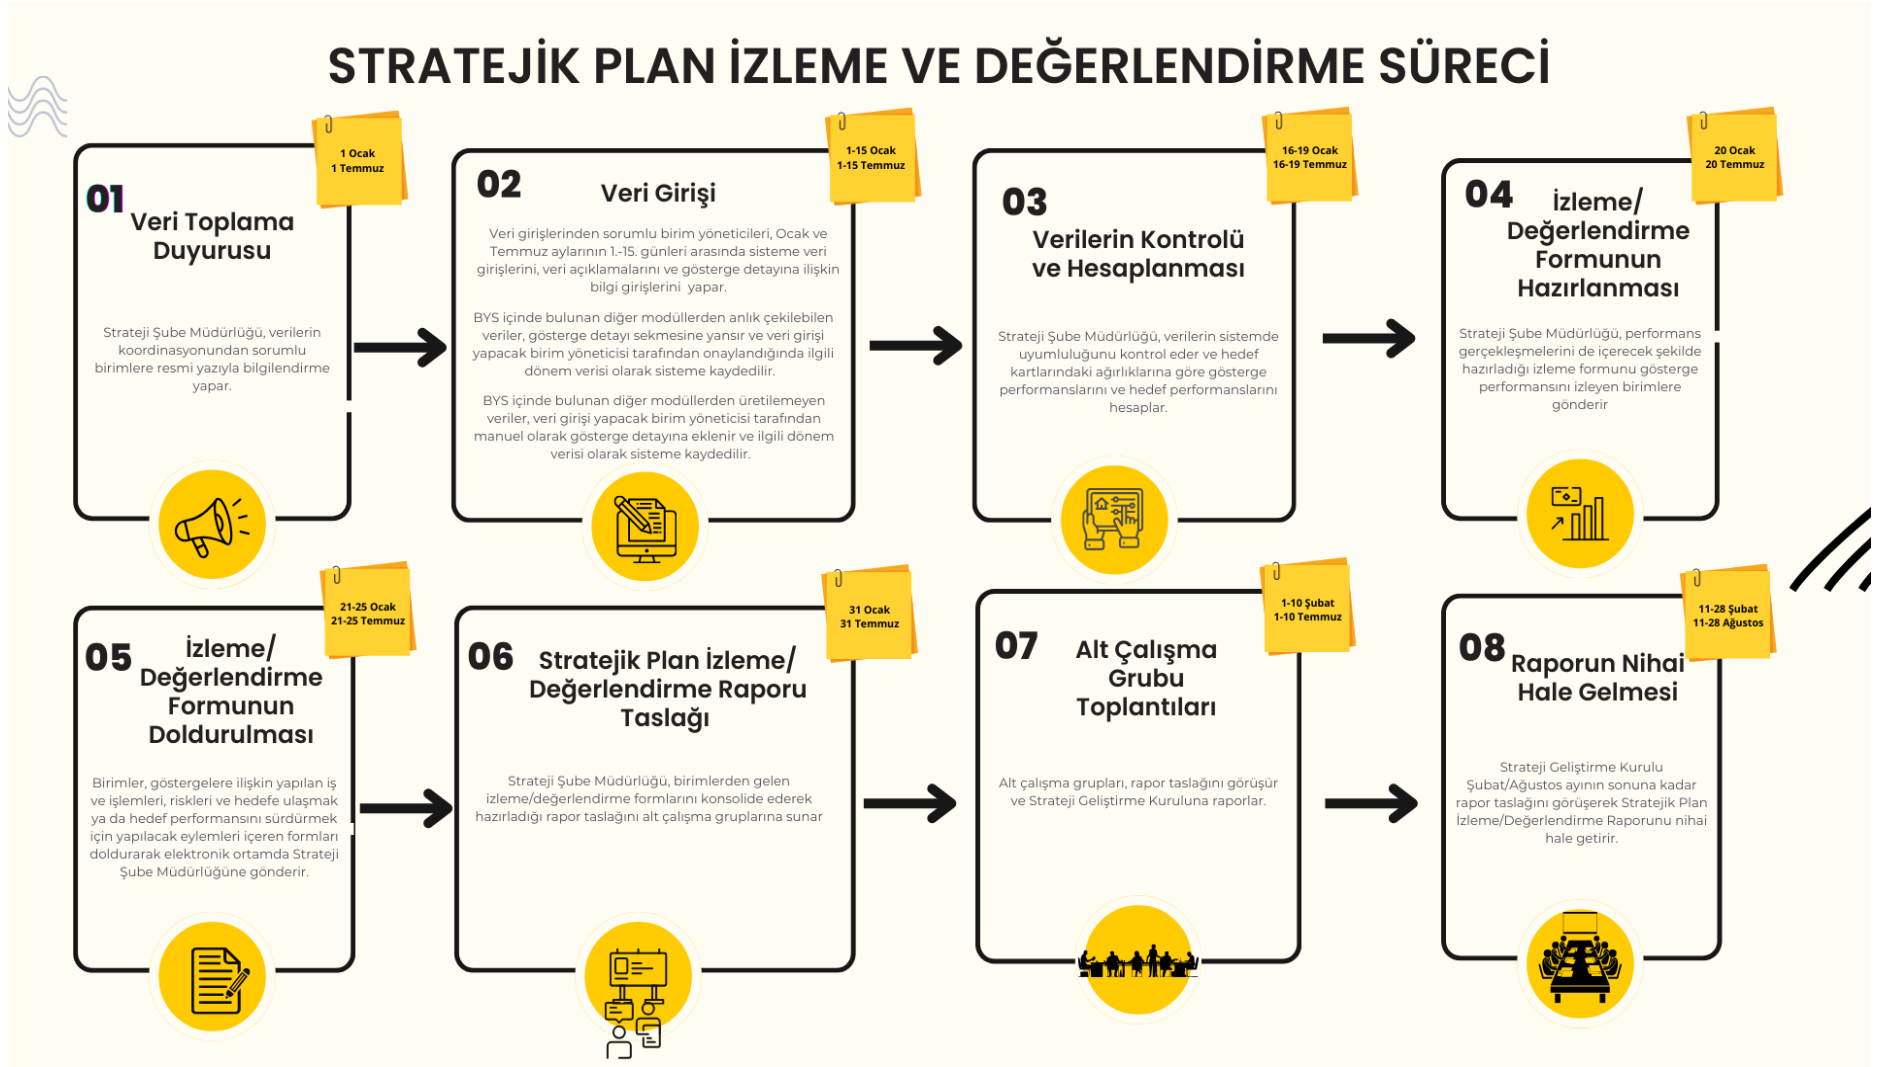 STRATEJİK PLAN İZLEME VE DEĞERLENDİRME SÜRECİ
1 Ocak
1 Temmuz
01
Veri Toplama
Duyurusu
Strateji Şube Müdürlüğü, verilerin
koordinasyonundan sorumlu
birimlere resmi yazıyla bilgilendirme
yapar.
1-15 Ocak
1-15 Temmuz
02
Veri Girişi
Veri girişlerinden sorumlu birim yöneticileri, Ocak ve
Temmuz aylarının 1.-15. günleri arasında sisteme veri
girişlerini, veri açıklamalarını ve gösterge detayına ilişkin
bilgi girişlerini yapar.
BYS içinde bulunan diğer modüllerden anlık çekilebilen
veriler, gösterge detayı sekmesine yansır ve veri girişi
yapacak birim yöneticisi tarafından onaylandığında ilgili
dönem verisi olarak sisteme kaydedilir.
BYS içinde bulunan diğer modüllerden üretilemeyen
veriler, veri girişi yapacak birim yöneticisi tarafından
manuel olarak gösterge detayına eklenir ve ilgili dönem
verisi olarak sisteme kaydedilir.
16-19 Ocak
16-19 Temmuz
03
Verilerin Kontrolü
ve Hesaplanması
Strateji Şube Müdürlüğü, verilerin sistemde
uyumluluğunu kontrol eder ve hedef
kartlarındaki ağırlıklarına göre gösterge
performanslarını ve hedef performanslarını
hesaplar.
20 Ocak
20 Temmuz
04
İzleme/
Değerlendirme
Formunun
Hazırlanması
Strateji Şube Müdürlüğü, performans
gerçekleşmelerini de içerecek şekilde
hazırladığı izleme formunu gösterge
performansını izleyen birimlere
gönderir
21-25 Ocak
21-25 Temmuz
05
İzleme/
Değerlendirme
Formunun
Doldurulması
Birimler, göstergelere ilişkin yapılan iş
ve işlemleri, riskleri ve hedefe ulaşmak
ya da hedef performansını sürdürmek
için yapılacak eylemleri içeren formları
doldurarak elektronik ortamda Strateji
Şube Müdürlüğüne gönderir.
31 Ocak
31 Temmuz
06
Stratejik Plan İzleme/
Değerlendirme Raporu
Taslağı
Strateji Şube Müdürlüğü, birimlerden gelen
izleme/değerlendirme formlarını konsolide ederek
hazırladığı rapor taslağını alt çalışma gruplarına sunar
1-10 Şubat
1-10 Temmuz
07
Alt Çalışma
Grubu
Toplantıları
Alt çalışma grupları, rapor taslağını görüşür
ve Strateji Geliştirme Kuruluna raporlar.
11-28 Şubat
11-28 Ağustos
08
Raporun Nihai
Hale Gelmesi
Strateji Geliştirme Kurulu
Şubat/Ağustos ayının sonuna kadar
rapor taslağını görüşerek Stratejik Plan
İzleme/Değerlendirme Raporunu nihai
hale getirir.